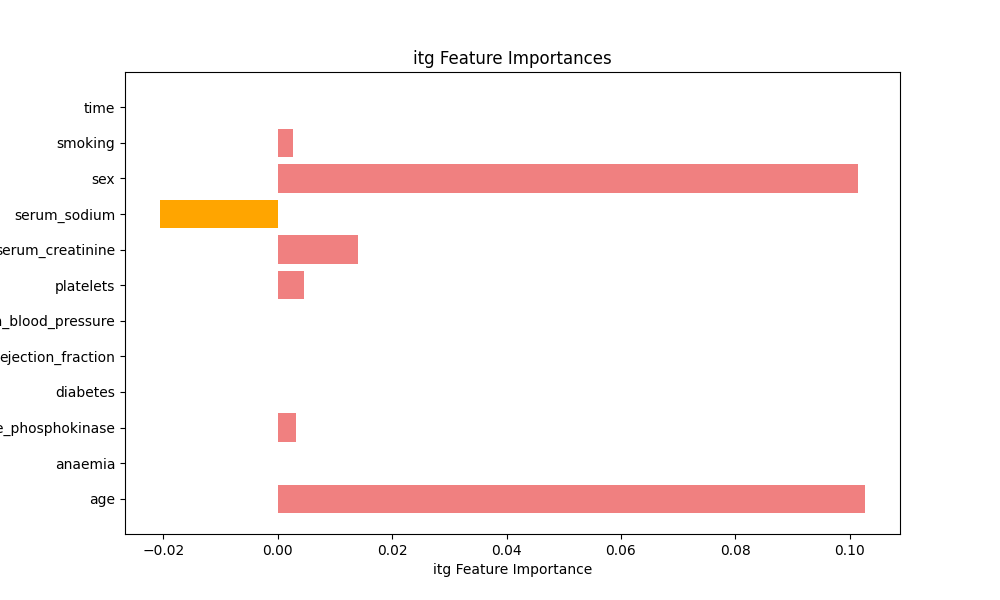 itg Feature Importances
time
smoking
sex
serum_sodium
serum_creatinine
platelets
_blood_pressure
ejection_fraction
diabetes
_phosphokinase
anaemia
age
−0.02 0.00 0.02 0.04 0.06 0.08 0.10
itg Feature Importance